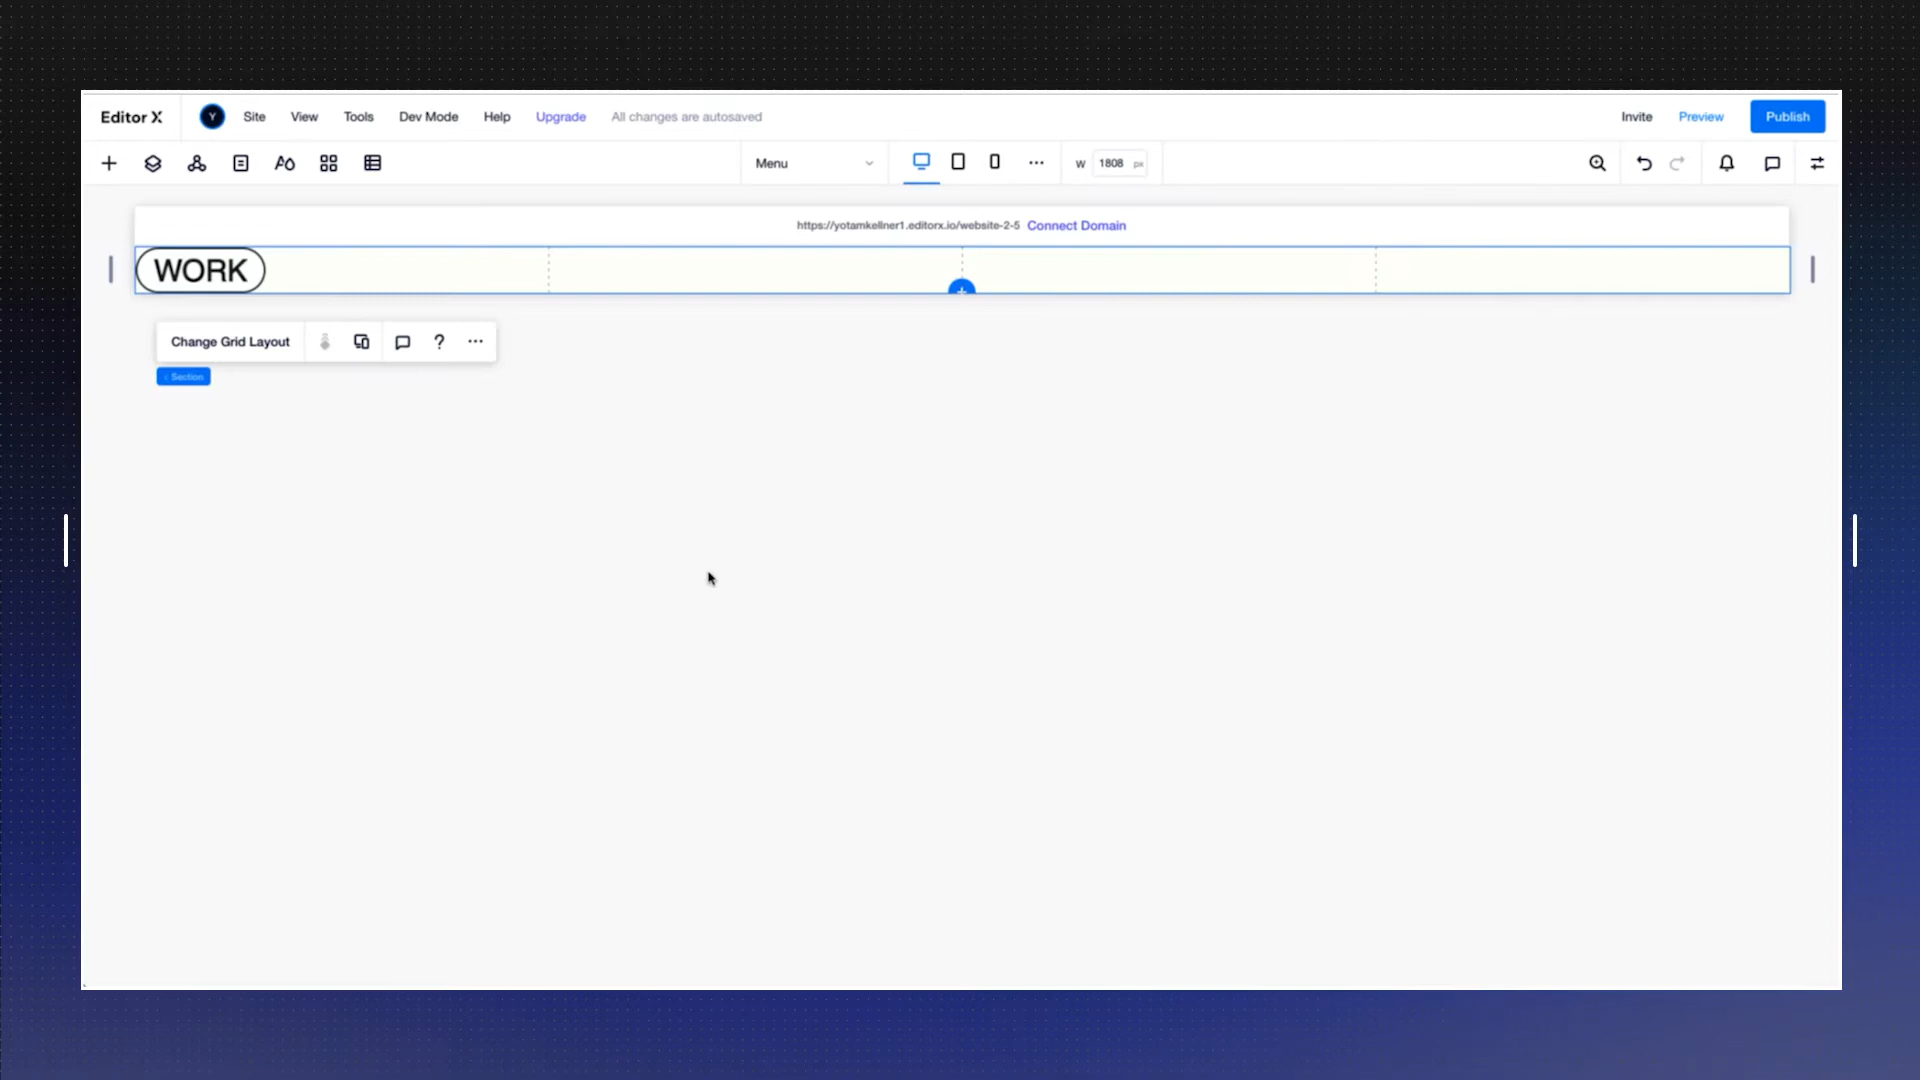 Editor X Y Site View Tools Dev Mode Help Upgrade All changes are autosaved Invite Preview Publish
Menu W 1808 px
https://yotamkellner1.editorx.io/website-2-5 Connect Domain
WORK
Change Grid Layout ?
‹ Section